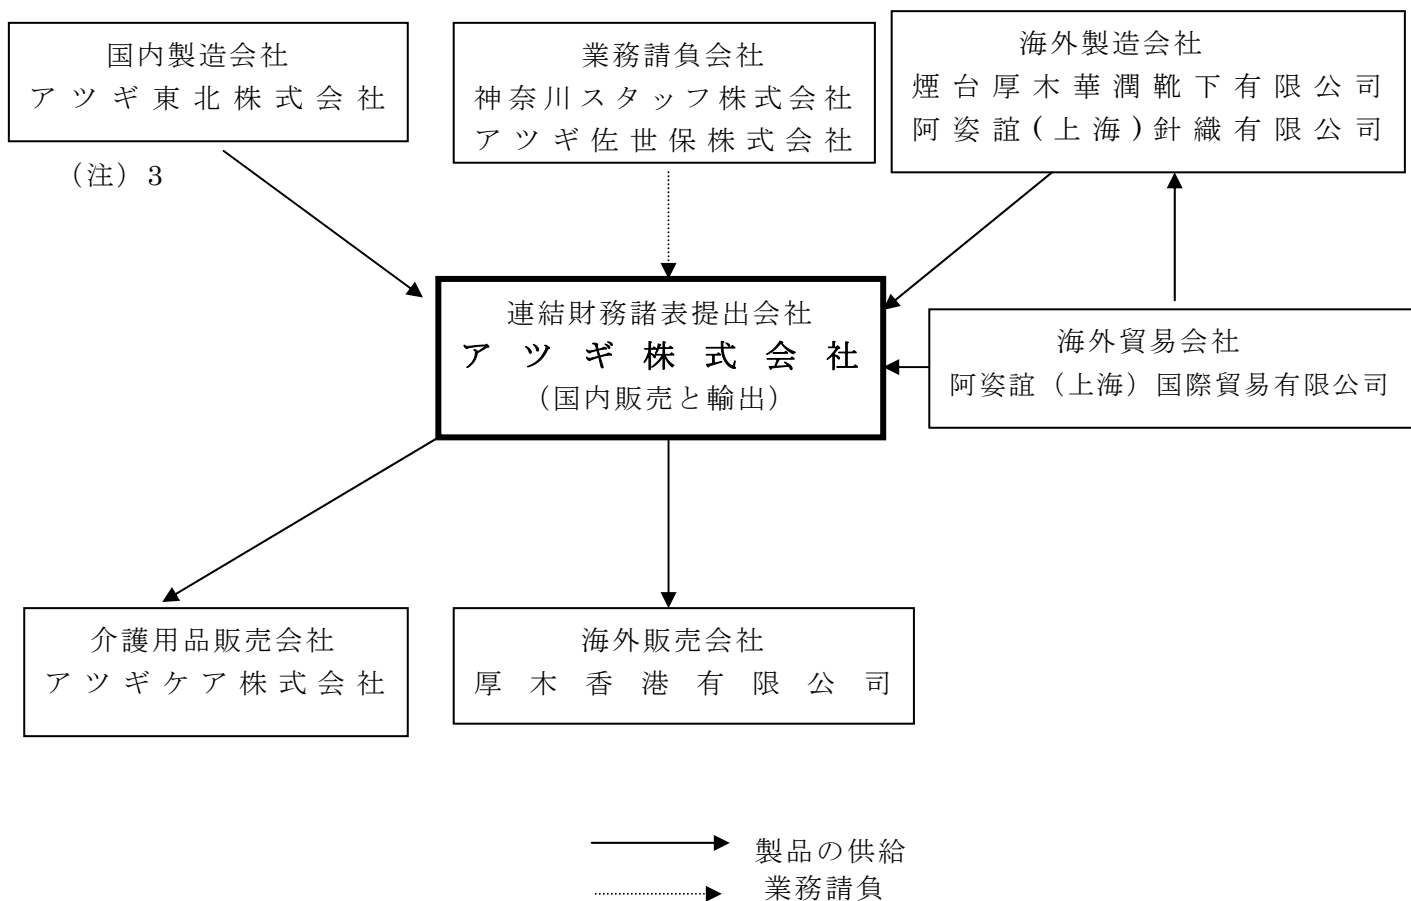 国内製造会社
アツギ東北株式会社
(注)3
業務請負会社
神奈川スタッフ株式会社
アツギ佐世保株式会社
海外製造会社
煙台厚木華潤靴下有限公司
阿姿誼(上海)針織有限公司
連結財務諸表提出会社
アツギ株式会社
(国内販売と輸出)
海外貿易会社
阿姿誼(上海)国際貿易有限公司
介護用品販売会社
アツギケア株式会社
海外販売会社
厚木香港有限公司
製品の供給
業務請負